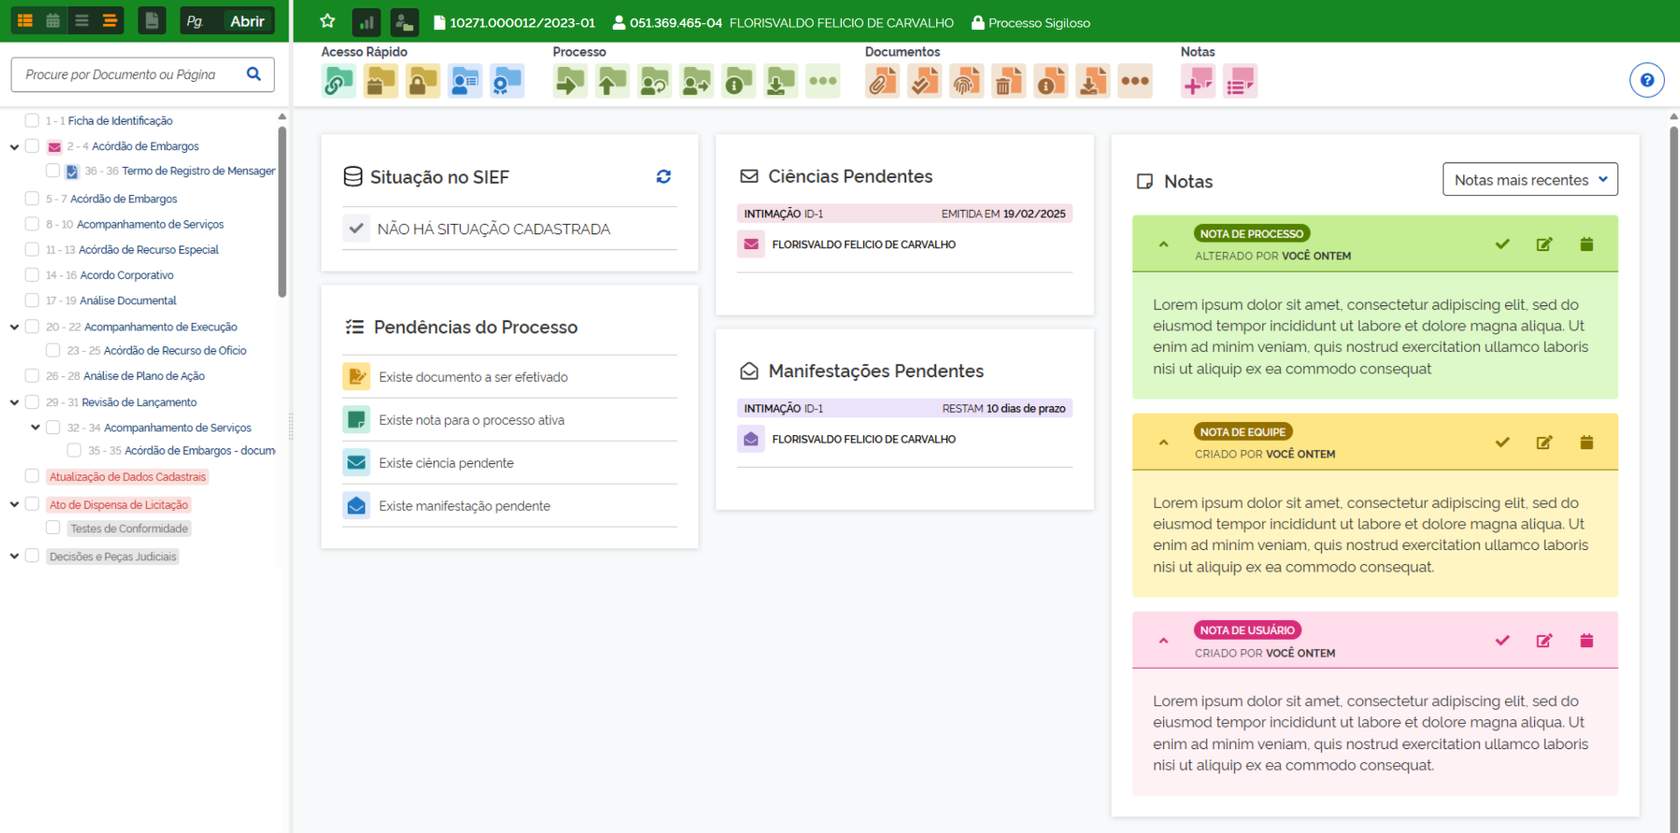 Pg. Abrir
10271.000012/2023-01 051.369.465-04 FLORISVALDO FELICIO DE CARVALHO Processo Sigiloso
Procure por Documento ou Página
Acesso Rápido
Processo
Documentos
Notas
1 - 1 Ficha de Identificação
2 - 4 Acórdão de Embargos
36 - 36 Termo de Registro de Mensager
5 - 7 Acórdão de Embargos
8 - 10 Acompanhamento de Serviços
11 - 13 Acórdão de Recurso Especial
14 - 16 Acordo Corporativo
17 - 19 Análise Documental
20 - 22 Acompanhamento de Execução
23 - 25 Acórdão de Recurso de Ofício
26 - 28 Análise de Plano de Ação
29 - 31 Revisão de Lançamento
32 - 34 Acompanhamento de Serviços
35 - 35 Acórdão de Embargos - docum
Atualização de Dados Cadastrais
Ato de Dispensa de Licitação
Testes de Conformidade
Decisões e Peças Judiciais
Situação no SIEF
NÃO HÁ SITUAÇÃO CADASTRADA
Pendências do Processo
Existe documento a ser efetivado
Existe nota para o processo ativa
Existe ciência pendente
Existe manifestação pendente
Ciências Pendentes
INTIMAÇÃO ID-1 EMITIDA EM 19/02/2025
FLORISVALDO FELICIO DE CARVALHO
Manifestações Pendentes
INTIMAÇÃO ID-1 RESTAM 10 dias de prazo
FLORISVALDO FELICIO DE CARVALHO
Notas
Notas mais recentes
NOTA DE PROCESSO
ALTERADO POR VOCÊ ONTEM
Lorem ipsum dolor sit amet, consectetur adipiscing elit, sed do
eiusmod tempor incididunt ut labore et dolore magna aliqua. Ut
enim ad minim veniam, quis nostrud exercitation ullamco laboris
nisi ut aliquip ex ea commodo consequat
NOTA DE EQUIPE
CRIADO POR VOCÊ ONTEM
Lorem ipsum dolor sit amet, consectetur adipiscing elit, sed do
eiusmod tempor incididunt ut labore et dolore magna aliqua. Ut
enim ad minim veniam, quis nostrud exercitation ullamco laboris
nisi ut aliquip ex ea commodo consequat.
NOTA DE USUÁRIO
CRIADO POR VOCÊ ONTEM
Lorem ipsum dolor sit amet, consectetur adipiscing elit, sed do
eiusmod tempor incididunt ut labore et dolore magna aliqua. Ut
enim ad minim veniam, quis nostrud exercitation ullamco laboris
nisi ut aliquip ex ea commodo consequat.